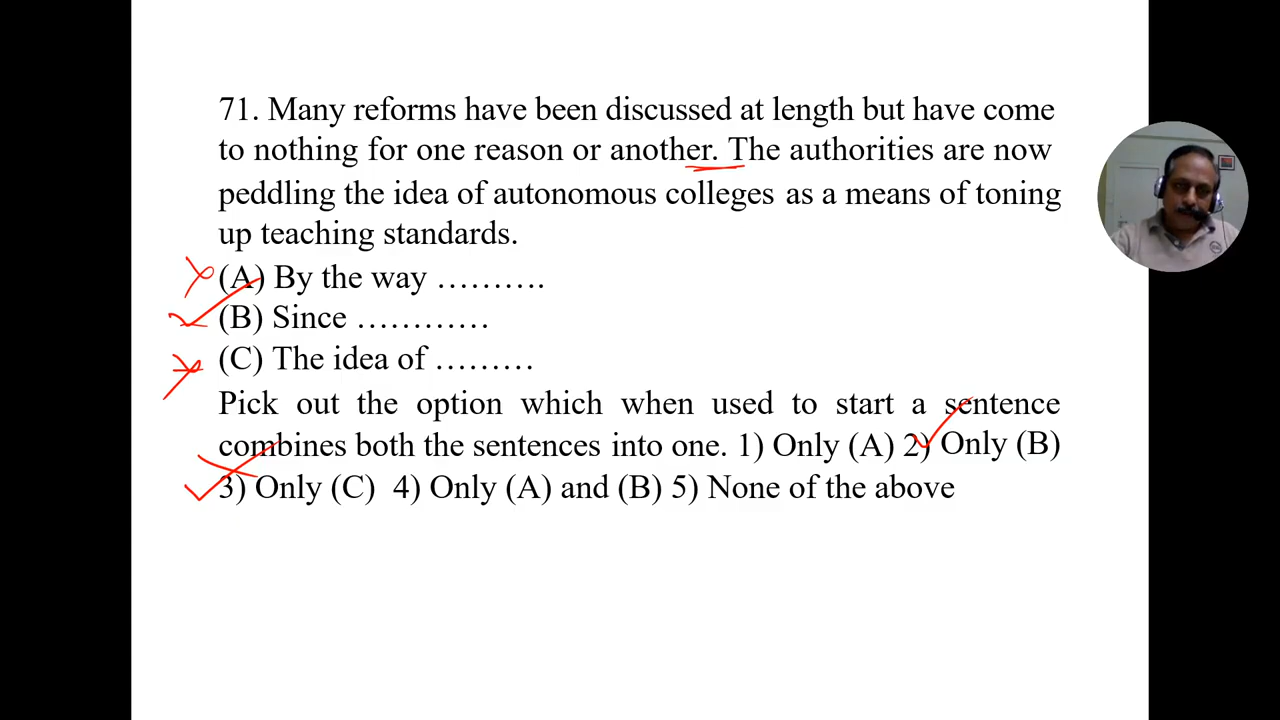 71. Many reforms have been discussed at length but have come
to nothing for one reason or another. The authorities are now
peddling the idea of autonomous colleges as a means of toning
up teaching standards.
(A) By the way ……….
(B) Since …………
(C) The idea of ………
Pick out the option which when used to start a sentence
combines both the sentences into one. 1) Only (A) 2) Only (B)
3) Only (C) 4) Only (A) and (B) 5) None of the above